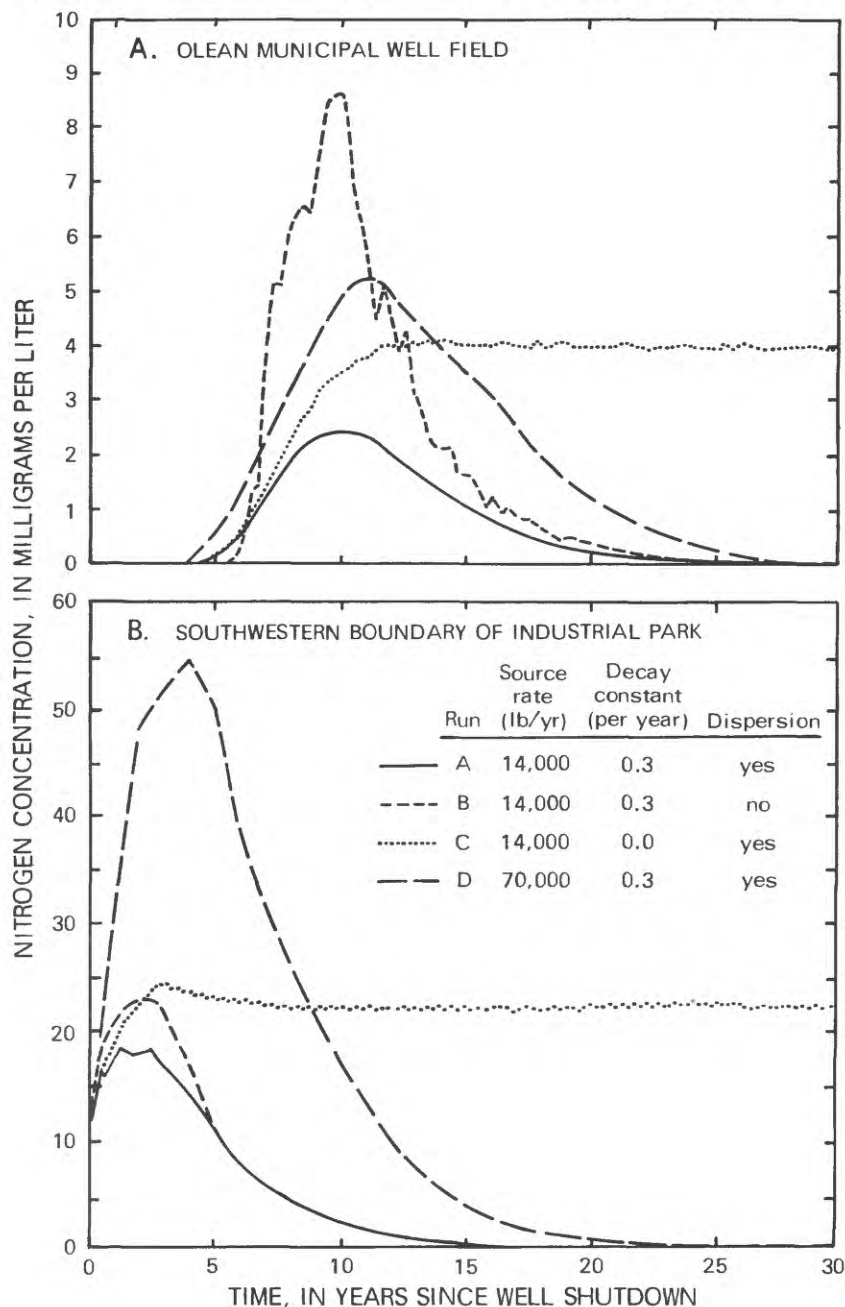 NITROGEN CONCENTRATION, IN MILLIGRAMS PER LITER
A. OLEAN MUNICIPAL WELL FIELD
10
9
8
7
6
5
4
3
2
1
0
B. SOUTHWESTERN BOUNDARY OF INDUSTRIAL PARK
60
50
40
30
20
10
0
Source Decay
rate constant
Run (lb/yr) (per year) Dispersion
A 14,000 0.3 yes
B 14,000 0.3 no
C 14,000 0.0 yes
D 70,000 0.3 yes
0 5 10 15 20 25 30
TIME, IN YEARS SINCE WELL SHUTDOWN